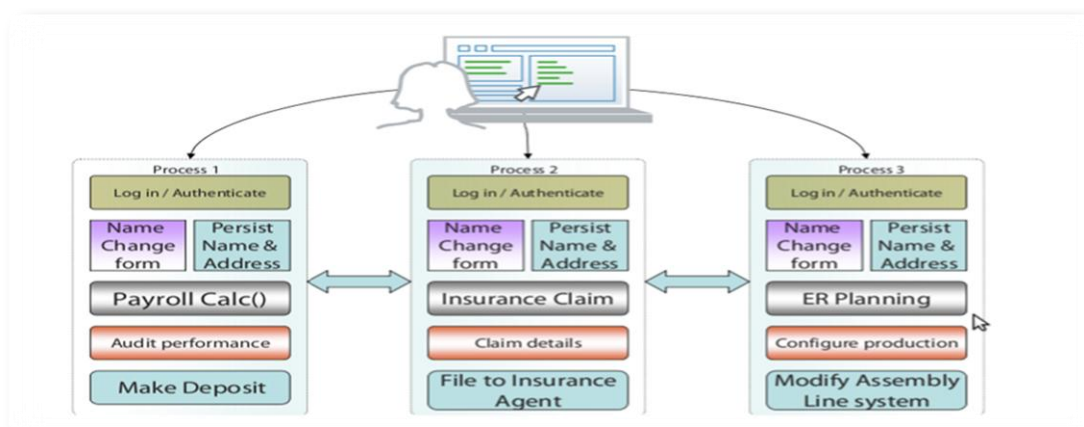 Process 1
Log in / Authenticate
Name
Change
form
Persist
Name &
Address
Payroll Calc()
Audit performance
Make Deposit
Process 2
Log in / Authenticate
Name
Change
form
Persist
Name &
Address
Insurance Claim
Claim details
File to Insurance
Agent
Process 3
Log in / Authenticate
Name
Change
form
Persist
Name &
Address
ER Planning
Configure production
Modify Assembly
Line system